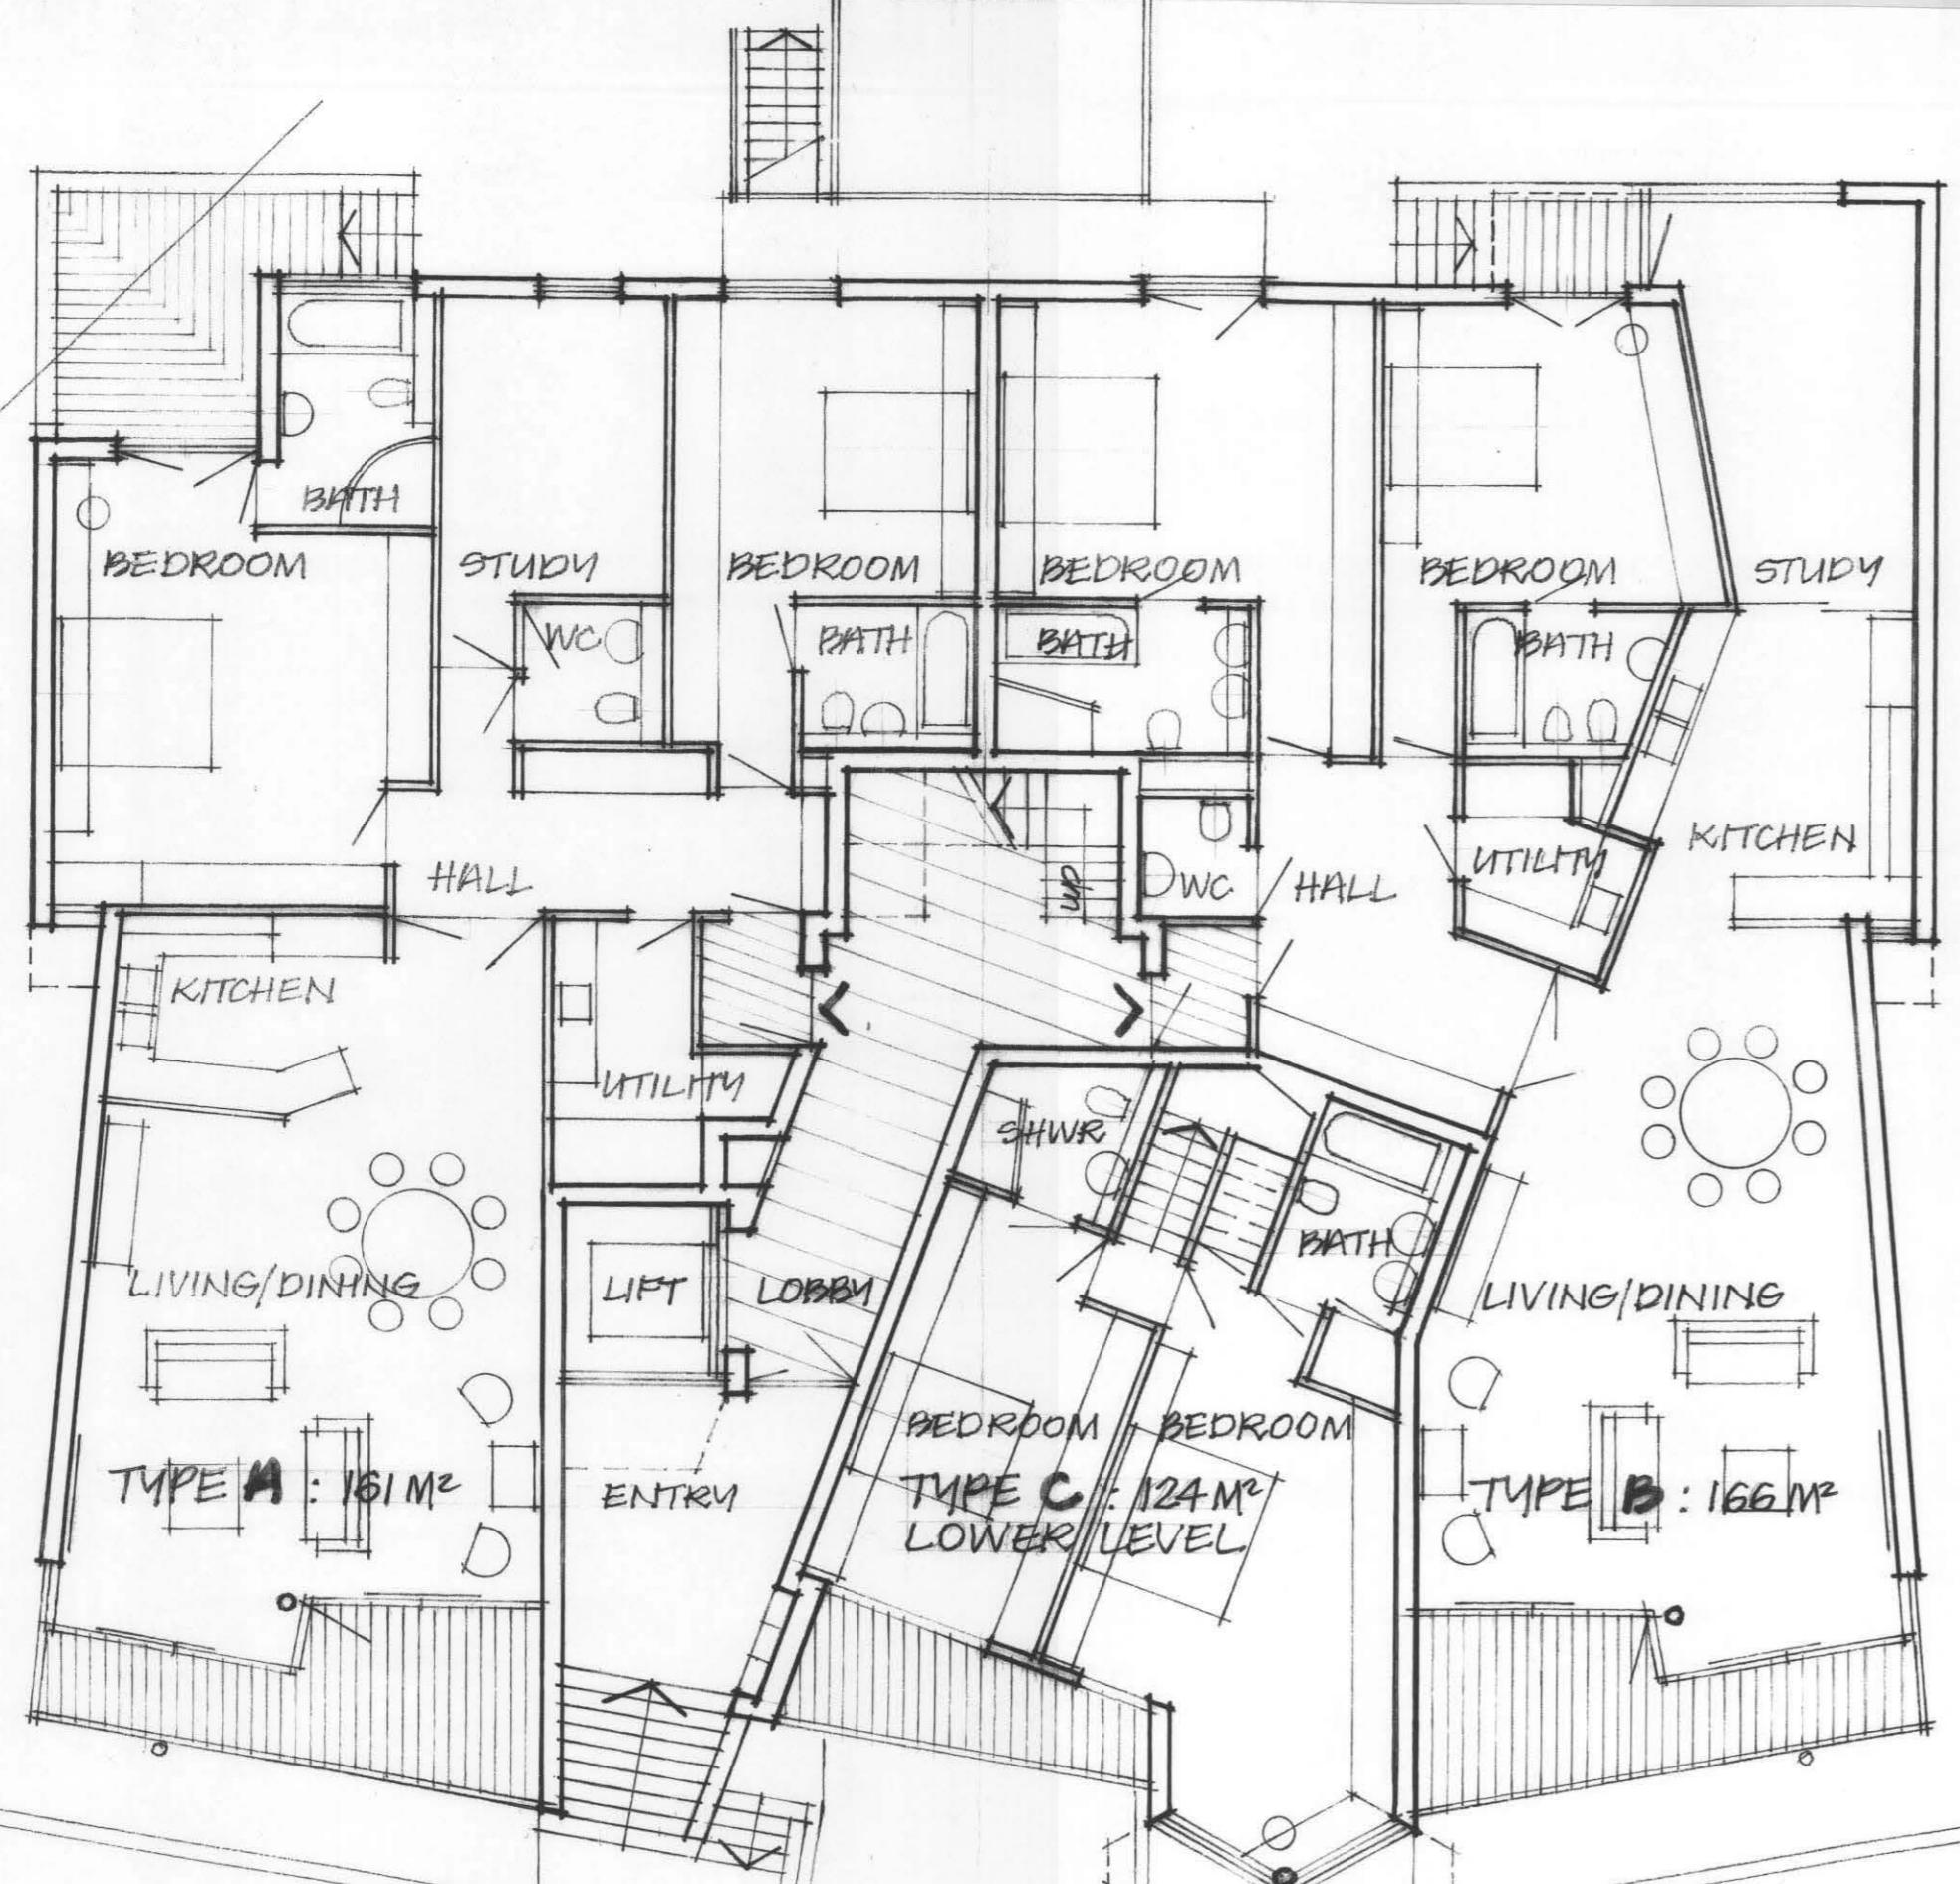 BATH
BEDROOM
STUDY
BEDROOM
BEDROOM
BEDROOM
STUDY
WC
BATH
BATH
BATH
HALL
dn
WC
HALL
UTILITY
KITCHEN
KITCHEN
UTILITY
SHWR
BATH
LIVING/DINING
LIFT
LOBBY
LIVING/DINING
BEDROOM
BEDROOM
TYPE A : 161 M²
ENTRY
TYPE C : 124 M²
LOWER LEVEL
TYPE B : 166 M²